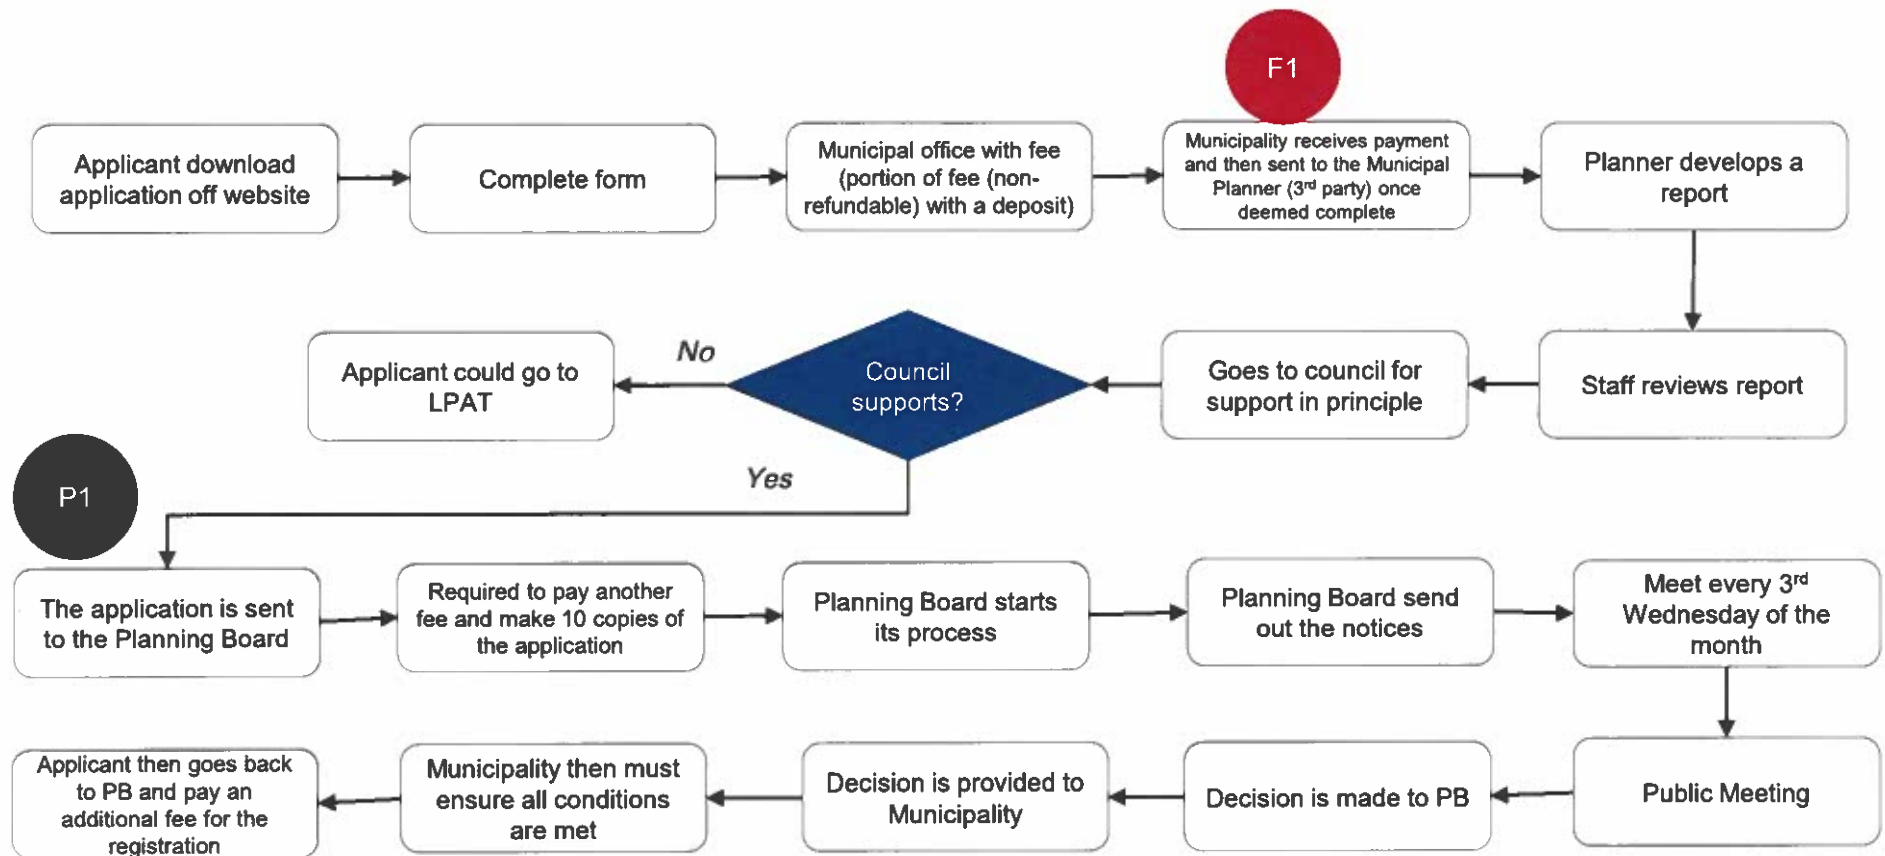 F1
Applicant download
application off website
Complete form
Municipal office with fee
(portion of fee (non-
refundable) with a deposit)
Municipality receives payment
and then sent to the Municipal
Planner (3rd party) once
deemed complete
Planner develops a
report
Applicant could go to
LPAT
No
Council
supports?
Goes to council for
support in principle
Staff reviews report
Yes
P1
The application is sent
to the Planning Board
Required to pay another
fee and make 10 copies of
the application
Planning Board starts
its process
Planning Board send
out the notices
Meet every 3rd
Wednesday of the
month
Applicant then goes back
to PB and pay an
additional fee for the
registration
Municipality then must
ensure all conditions
are met
Decision is provided to
Municipality
Decision is made to PB
Public Meeting